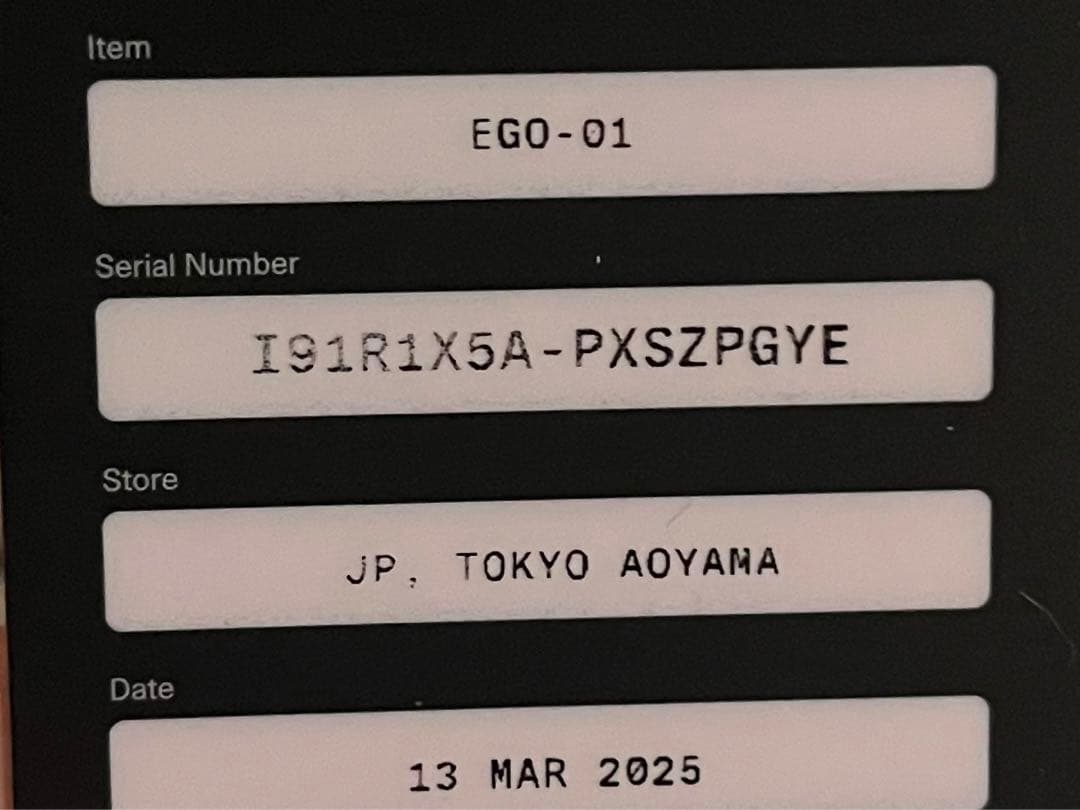 Item
EGO-01
Serial Number
I91R1X5A-PXSZPGYE
Store
JP, TOKYO AOYAMA
Date
13 MAR 2025